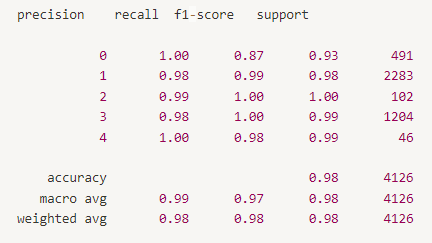 precision recall f1-score support
0 1.00 0.87 0.93 491
1 0.98 0.99 0.98 2283
2 0.99 1.00 1.00 102
3 0.98 1.00 0.99 1204
4 1.00 0.98 0.99 46
accuracy 0.98 4126
macro avg 0.99 0.97 0.98 4126
weighted avg 0.98 0.98 0.98 4126